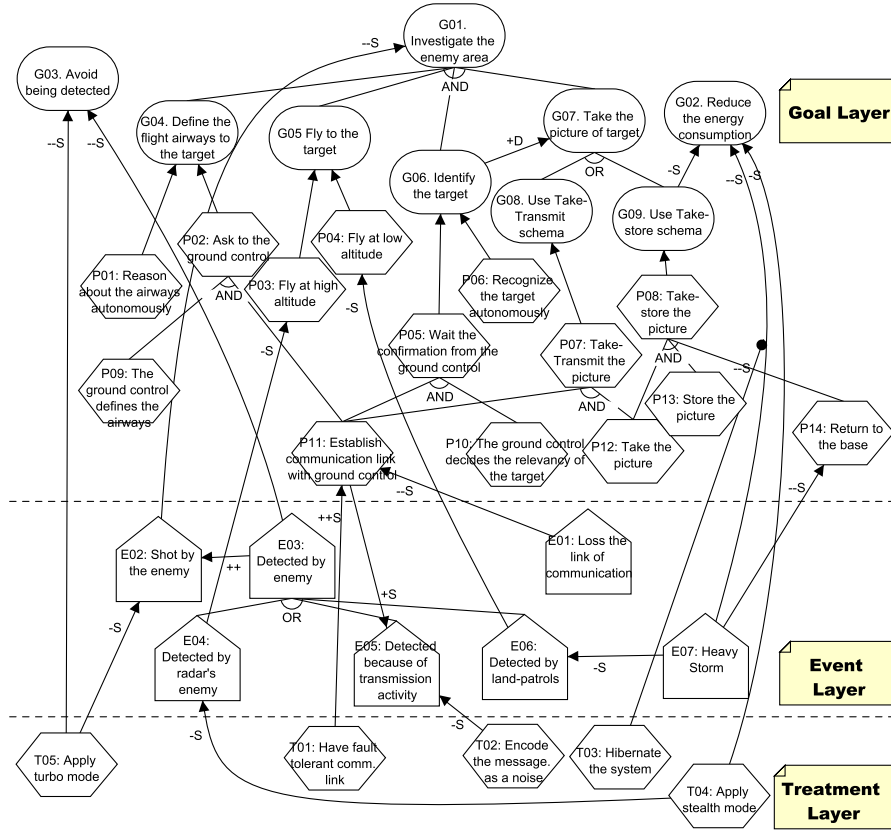 G01.
Investigate the
enemy area
--S
G03. Avoid
being detected
AND
G04. Define the
flight airways to
the target
G05 Fly to the
target
G07. Take the
picture of target
G02. Reduce
the energy
consumption
Goal Layer
--S
--S
+D
OR
-S
--S
-S
G06. Identify
the target
G08. Use Take-
Transmit
schema
G09. Use Take-
store schema
P02: Ask to the
ground control
P04: Fly at low
altitude
P01: Reason
about the airways
autonomously
AND
P03: Fly at high
altitude
P06: Recognize
the target
autonomously
P08: Take-
store the
picture
-S
-S
P05: Wait the
confirmation from the
ground control
P07: Take-
Transmit the
picture
AND
--S
P09: The
ground control
defines the
airways
AND
AND
P13: Store the
picture
P11: Establish
communication link
with ground control
P10: The ground control
decides the relevancy of
the target
P12: Take the
picture
P14: Return to
the base
--S
--S
++S
E02: Shot by
the enemy
E03:
Detected by
enemy
E01: Loss the
link of
communication
++
+S
OR
-S
E04:
Detected by
radar's
enemy
E05: Detected
because of
transmission
activity
E06:
Detected by
land-patrols
-S
E07: Heavy
Storm
Event
Layer
-S
-S
T05: Apply
turbo mode
T01: Have fault
tolerant comm.
link
T02: Encode
the message.
as a noise
T03: Hibernate
the system
T04: Apply
stealth mode
Treatment
Layer